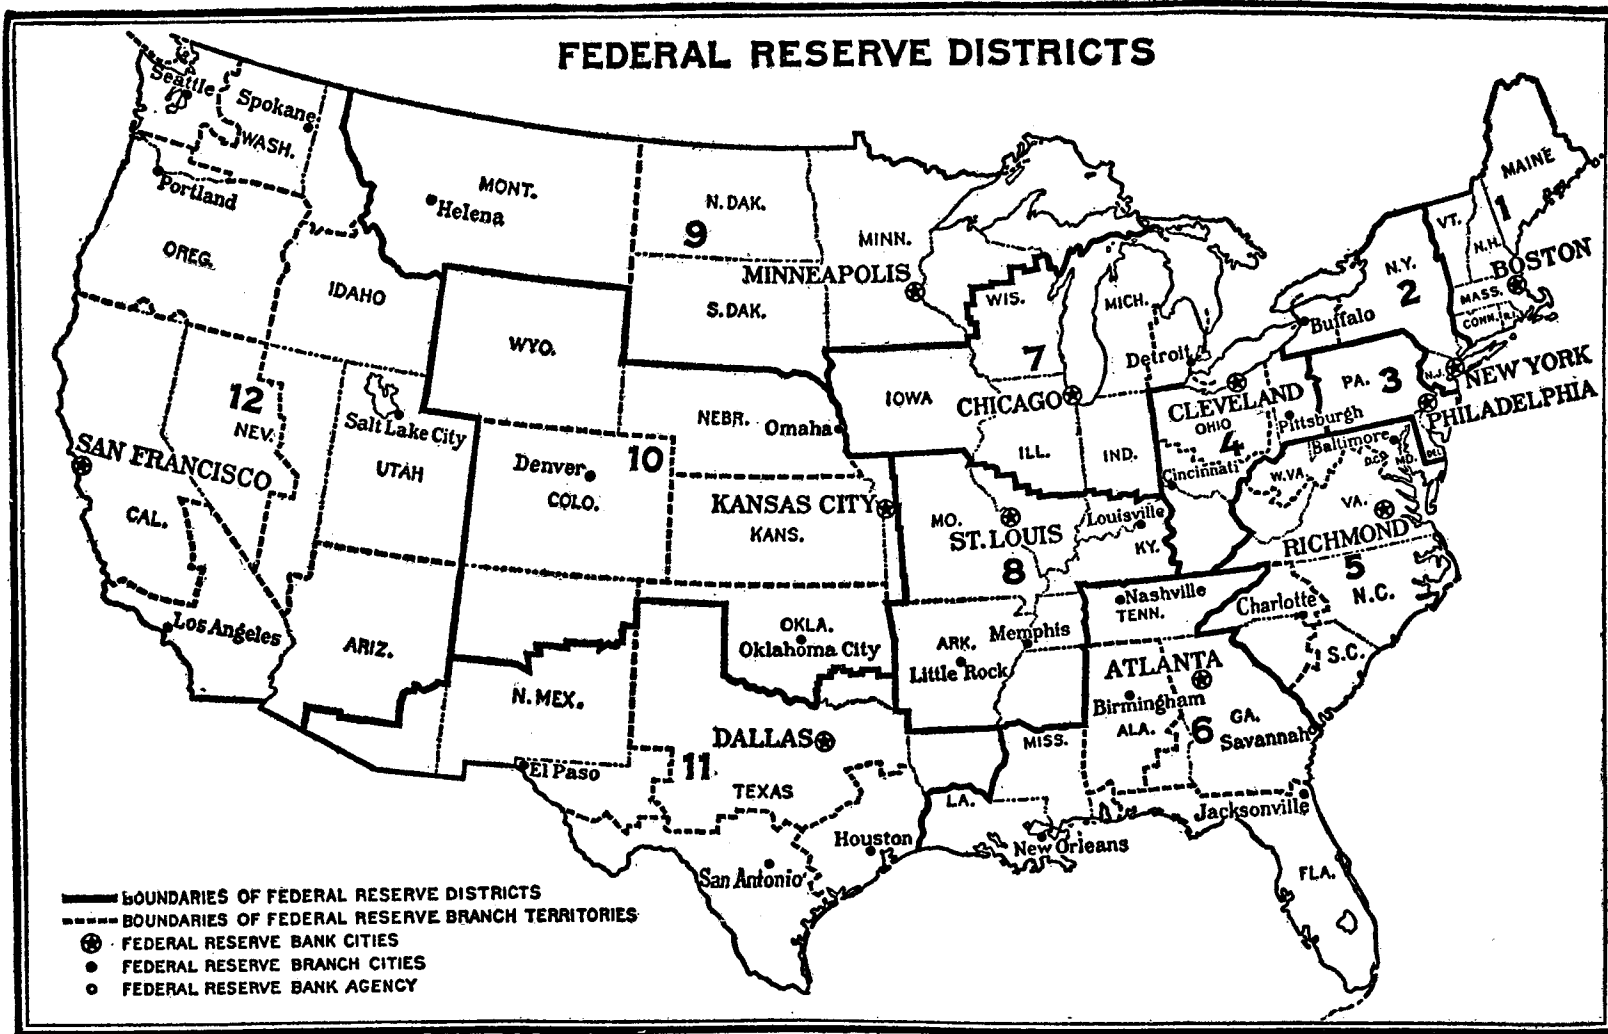 FEDERAL RESERVE DISTRICTS
Seattle
Spokane
WASH.
Portland
OREG.
MONT.
Helena
IDAHO
WYO.
N. DAK.
9
S. DAK.
MINN.
MINNEAPOLIS
WIS.
MICH.
7
Detroit
IOWA
CHICAGO
ILL.
IND.
MAINE
1
VT.
N.H.
BOSTON
MASS.
CONN.
R.I.
N.Y.
2
Buffalo
NEW YORK
N.J.
PA.
3
PHILADELPHIA
CLEVELAND
OHIO
4
Pittsburgh
Cincinnati
Baltimore
D.C.
MD.
DEL.
W.VA.
VA.
RICHMOND
5
N.C.
Charlotte
S.C.
12
NEV.
SAN FRANCISCO
CAL.
Los Angeles
Salt Lake City
UTAH
ARIZ.
NEBR.
Omaha
Denver
10
COLO.
KANSAS CITY
KANS.
MO.
ST. LOUIS
8
Louisville
KY.
Nashville
TENN.
Memphis
ARK.
Little Rock
OKLA.
Oklahoma City
N. MEX.
El Paso
DALLAS
11
TEXAS
Houston
San Antonio
LA.
New Orleans
MISS.
ATLANTA
Birmingham
ALA.
6
GA.
Savannah
Jacksonville
FLA.
BOUNDARIES OF FEDERAL RESERVE DISTRICTS
BOUNDARIES OF FEDERAL RESERVE BRANCH TERRITORIES
FEDERAL RESERVE BANK CITIES
FEDERAL RESERVE BRANCH CITIES
FEDERAL RESERVE BANK AGENCY